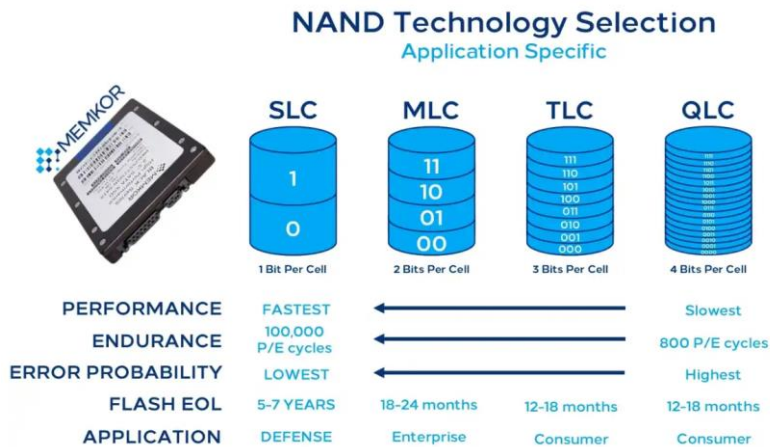 NAND Technology Selection
Application Specific
MEMKOR
SLC MLC TLC QLC
1
0
11
10
01
00
111
110
101
100
011
010
001
000
1 Bit Per Cell 2 Bits Per Cell 3 Bits Per Cell 4 Bits Per Cell
PERFORMANCE FASTEST Slowest
ENDURANCE 100,000 P/E cycles 800 P/E cycles
ERROR PROBABILITY LOWEST Highest
FLASH EOL 5-7 YEARS 18-24 months 12-18 months 12-18 months
APPLICATION DEFENSE Enterprise Consumer Consumer